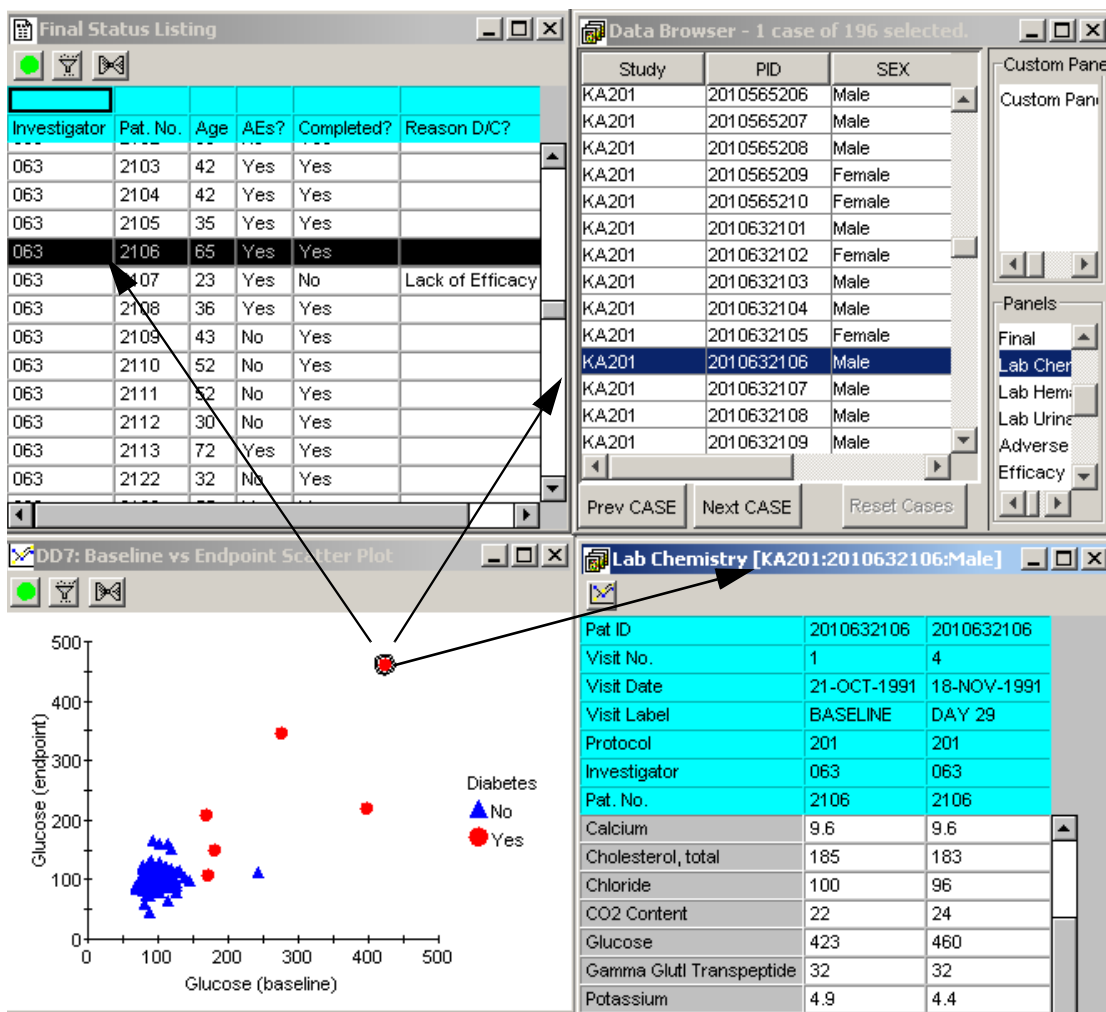 Final Status Listing
Investigator Pat. No. Age AEs? Completed? Reason D/C?
063 2103 42 Yes Yes
063 2104 42 Yes Yes
063 2105 35 Yes Yes
063 2106 65 Yes Yes
063 2107 23 Yes No Lack of Efficacy
063 2108 36 Yes Yes
063 2109 43 No Yes
063 2110 52 No Yes
063 2111 52 No Yes
063 2112 30 No Yes
063 2113 72 Yes Yes
063 2122 32 No Yes
Data Browser - 1 case of 196 selected.
Study PID SEX
KA201 2010565206 Male
KA201 2010565207 Male
KA201 2010565208 Male
KA201 2010565209 Female
KA201 2010565210 Female
KA201 2010632101 Male
KA201 2010632102 Female
KA201 2010632103 Male
KA201 2010632104 Male
KA201 2010632105 Female
KA201 2010632106 Male
KA201 2010632107 Male
KA201 2010632108 Male
KA201 2010632109 Male
Prev CASE Next CASE Reset Cases
Custom Pane
Custom Pan
Panels
Final
Lab Cher
Lab Hem
Lab Urina
Adverse
Efficacy
DD7: Baseline vs Endpoint Scatter Plot
500
400
300
200
100
0
0 100 200 300 400 500
Glucose (endpoint)
Glucose (baseline)
Diabetes
No
Yes
Lab Chemistry [KA201:2010632106:Male]
Pat ID 2010632106 2010632106
Visit No. 1 4
Visit Date 21-OCT-1991 18-NOV-1991
Visit Label BASELINE DAY 29
Protocol 201 201
Investigator 063 063
Pat. No. 2106 2106
Calcium 9.6 9.6
Cholesterol, total 185 183
Chloride 100 96
CO2 Content 22 24
Glucose 423 460
Gamma Glutl Transpeptide 32 32
Potassium 4.9 4.4